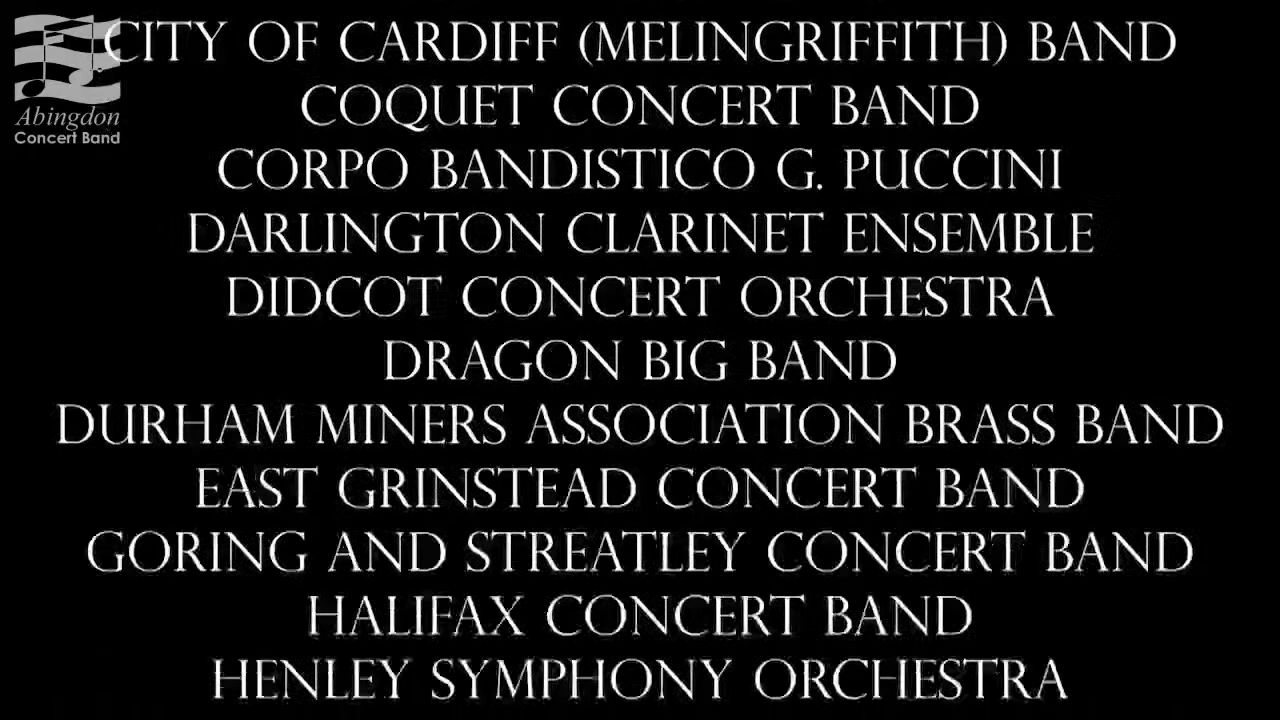 CITY OF CARDIFF (MELINGRIFFITH) BAND
Abingdon
Concert Band
COQUET CONCERT BAND
CORPO BANDISTICO G. PUCCINI
DARLINGTON CLARINET ENSEMBLE
DIDCOT CONCERT ORCHESTRA
DRAGON BIG BAND
DURHAM MINERS ASSOCIATION BRASS BAND
EAST GRINSTEAD CONCERT BAND
GORING AND STREATLEY CONCERT BAND
HALIFAX CONCERT BAND
HENLEY SYMPHONY ORCHESTRA